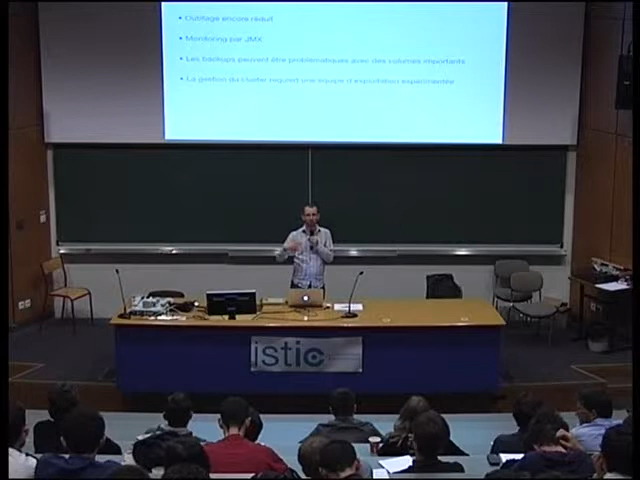 • Outillage encore réduit
• Monitoring par JMX
• Les backups peuvent être problématiques avec des volumes importants
• La gestion du cluster requiert une équipe d'exploitation expérimentée
istic